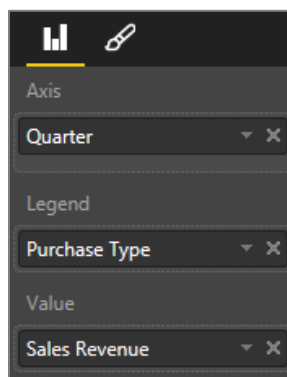 Axis
Quarter
Legend
Purchase Type
Value
Sales Revenue